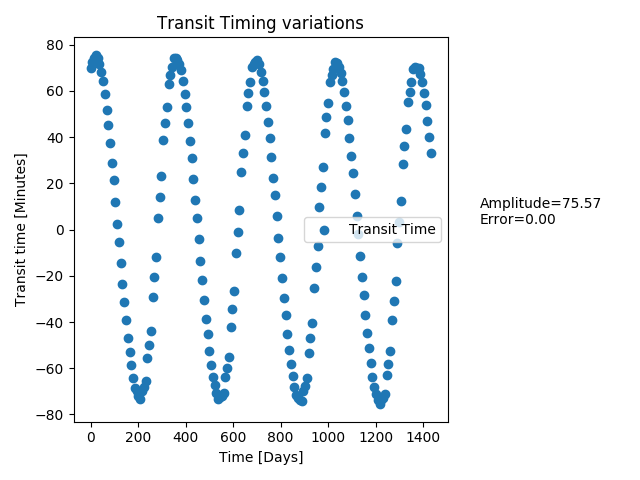 Transit Timing variations
80
60
40
20
0
−20
−40
−60
−80
Transit time [Minutes]
Transit Time
0
200
400
600
800
1000
1200
1400
Time [Days]
Amplitude=75.57
Error=0.00